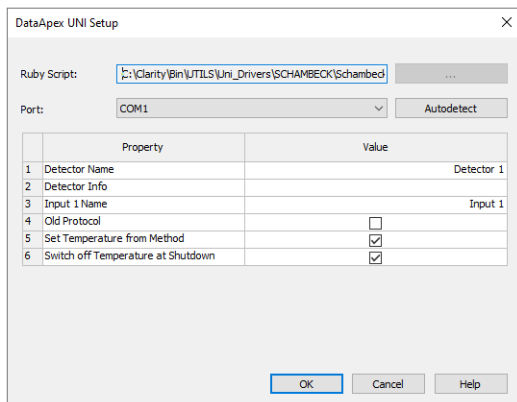 DataApex UNI Setup
Ruby Script: C:\Clarity\Bin\UTILS\Uni_Drivers\SCHAMBECK\Schambeck ...
Port: COM1 Autodetect
Property Value
1 Detector Name Detector 1
2 Detector Info
3 Input 1 Name Input 1
4 Old Protocol
5 Set Temperature from Method
6 Switch off Temperature at Shutdown
OK Cancel Help